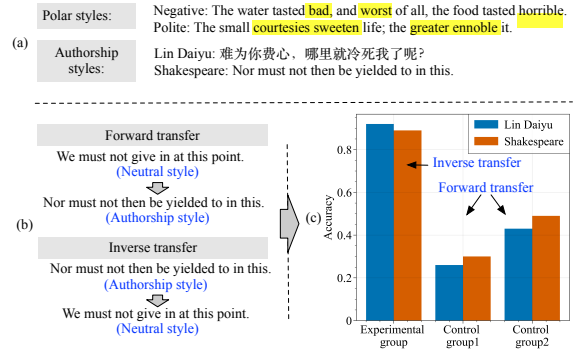 (a)
Polar styles:
Negative: The water tasted bad, and worst of all, the food tasted horrible.
Polite: The small courtesies sweeten life; the greater ennoble it.
Authorship styles:
Lin Daiyu: 难为你费心，哪里就冷死我了呢?
Shakespeare: Nor must not then be yielded to in this.
(b)
Forward transfer
We must not give in at this point.
(Neutral style)
Nor must not then be yielded to in this.
(Authorship style)
Inverse transfer
Nor must not then be yielded to in this.
(Authorship style)
We must not give in at this point.
(Neutral style)
(c)
Accuracy
0.8
0.6
0.4
0.2
0
Lin Daiyu
Shakespeare
Inverse transfer
Forward transfer
Experimental group
Control group1
Control group2